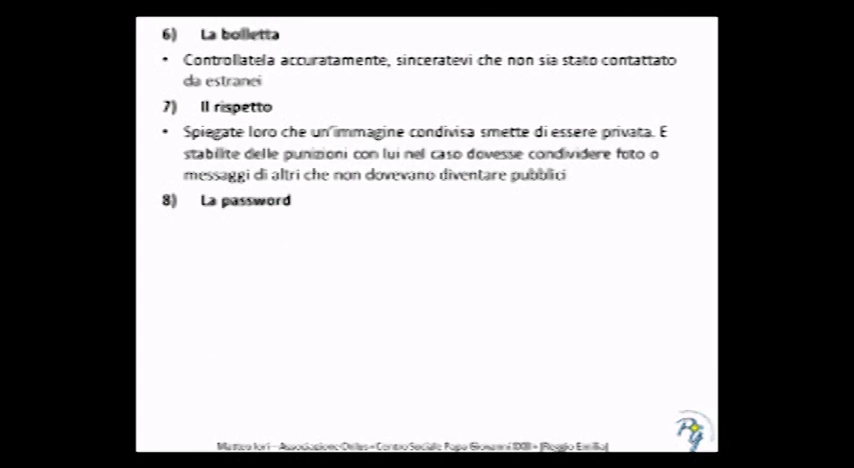 6) La bolletta
• Controllatela accuratamente, sinceratevi che non sia stato contattato
da estranei
7) Il rispetto
• Spiegate loro che un'immagine condivisa smette di essere privata. E
stabilite delle punizioni con lui nel caso dovesse condividere foto o
messaggi di altri che non dovevano diventare pubblici
8) La password
Matteo Iori – Associazione Onlus «Centro Sociale Papa Giovanni XXIII» (Reggio Emilia)